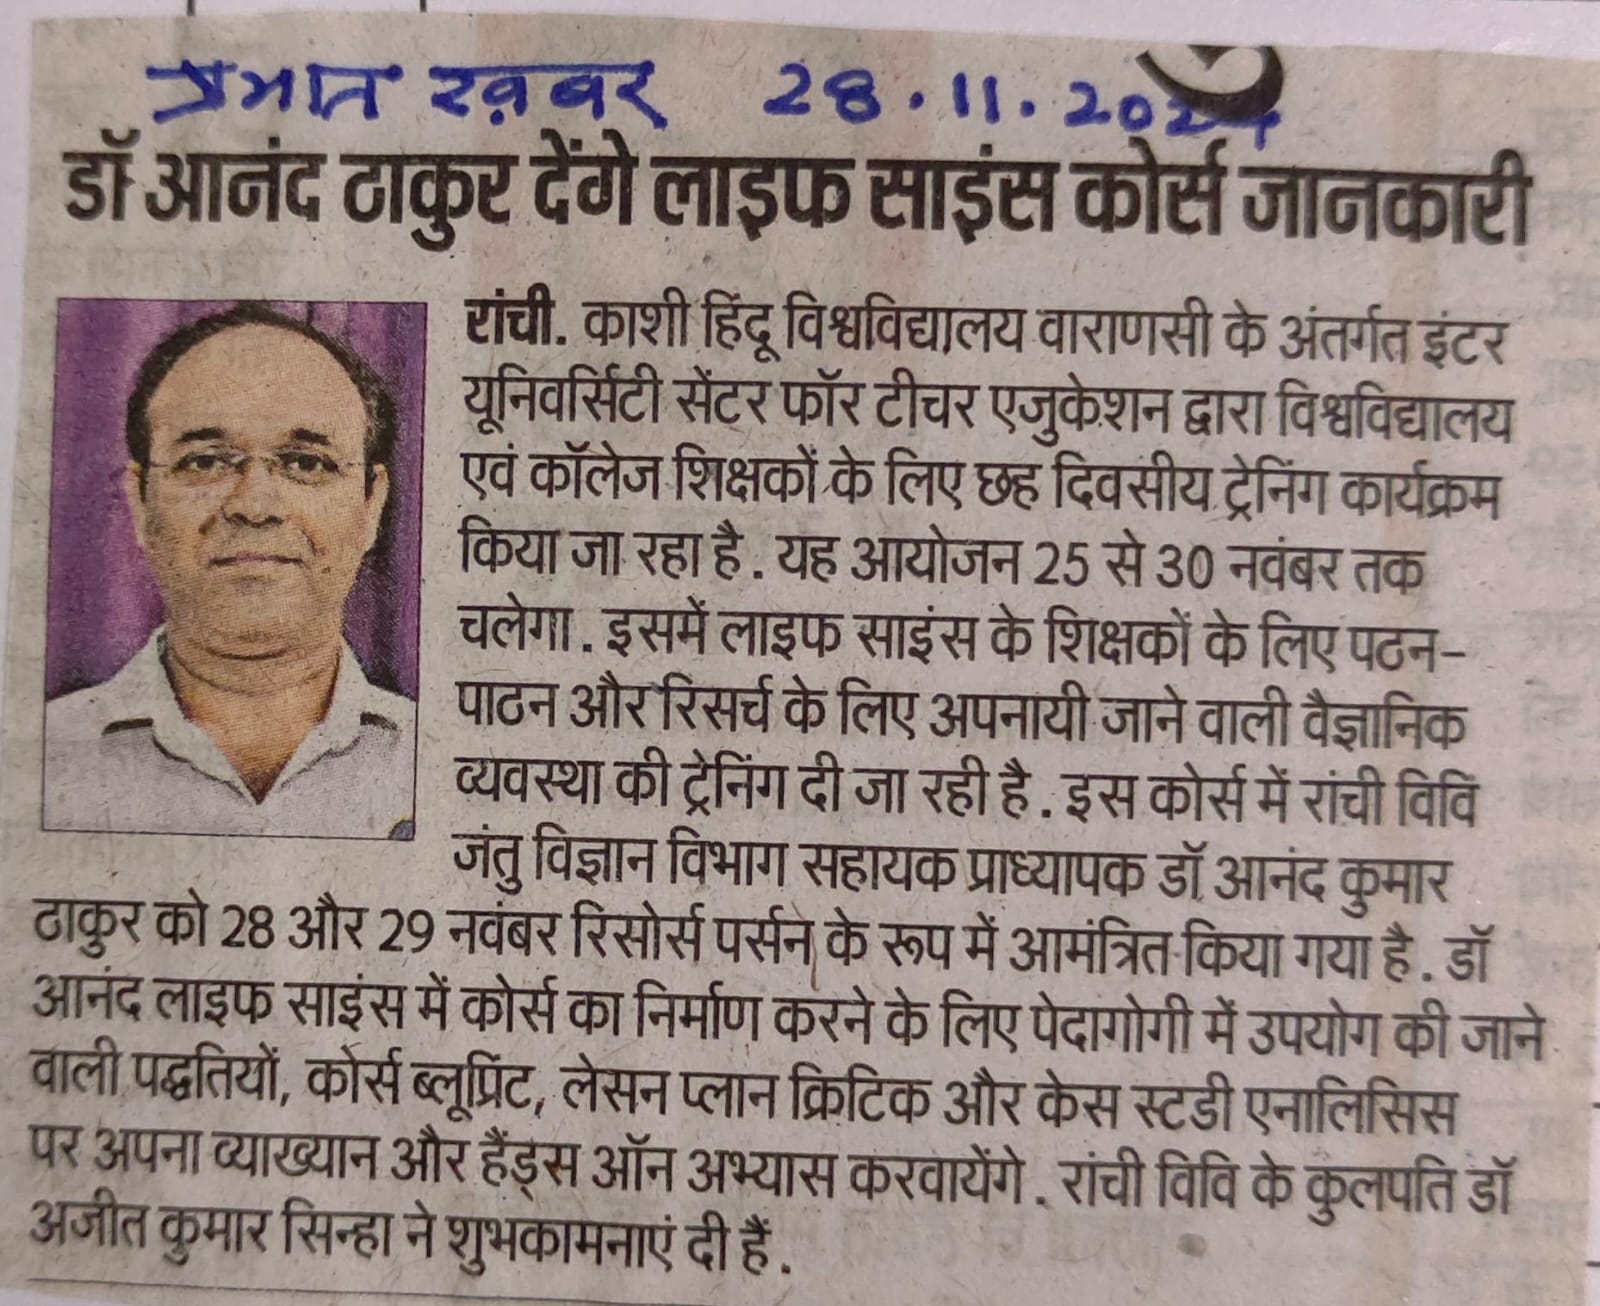 प्रभात ख़बर 28.11.2024
डॉ आनंद ठाकुर देंगे लाइफ साइंस कोर्स जानकारी
रांची. काशी हिंदू विश्वविद्यालय वाराणसी के अंतर्गत इंटर
यूनिवर्सिटी सेंटर फॉर टीचर एजुकेशन द्वारा विश्वविद्यालय
एवं कॉलेज शिक्षकों के लिए छह दिवसीय ट्रेनिंग कार्यक्रम
किया जा रहा है. यह आयोजन 25 से 30 नवंबर तक
चलेगा. इसमें लाइफ साइंस के शिक्षकों के लिए पठन-
पाठन और रिसर्च के लिए अपनायी जाने वाली वैज्ञानिक
व्यवस्था की ट्रेनिंग दी जा रही है. इस कोर्स में रांची विवि
जंतु विज्ञान विभाग सहायक प्राध्यापक डॉ आनंद कुमार
ठाकुर को 28 और 29 नवंबर रिसोर्स पर्सन के रूप में आमंत्रित किया गया है. डॉ
आनंद लाइफ साइंस में कोर्स का निर्माण करने के लिए पेदागोगी में उपयोग की जाने
वाली पद्धतियों, कोर्स ब्लूप्रिंट, लेसन प्लान क्रिटिक और केस स्टडी एनालिसिस
पर अपना व्याख्यान और हैंड्स ऑन अभ्यास करवायेंगे. रांची विवि के कुलपति डॉ
अजीत कुमार सिन्हा ने शुभकामनाएं दी हैं.